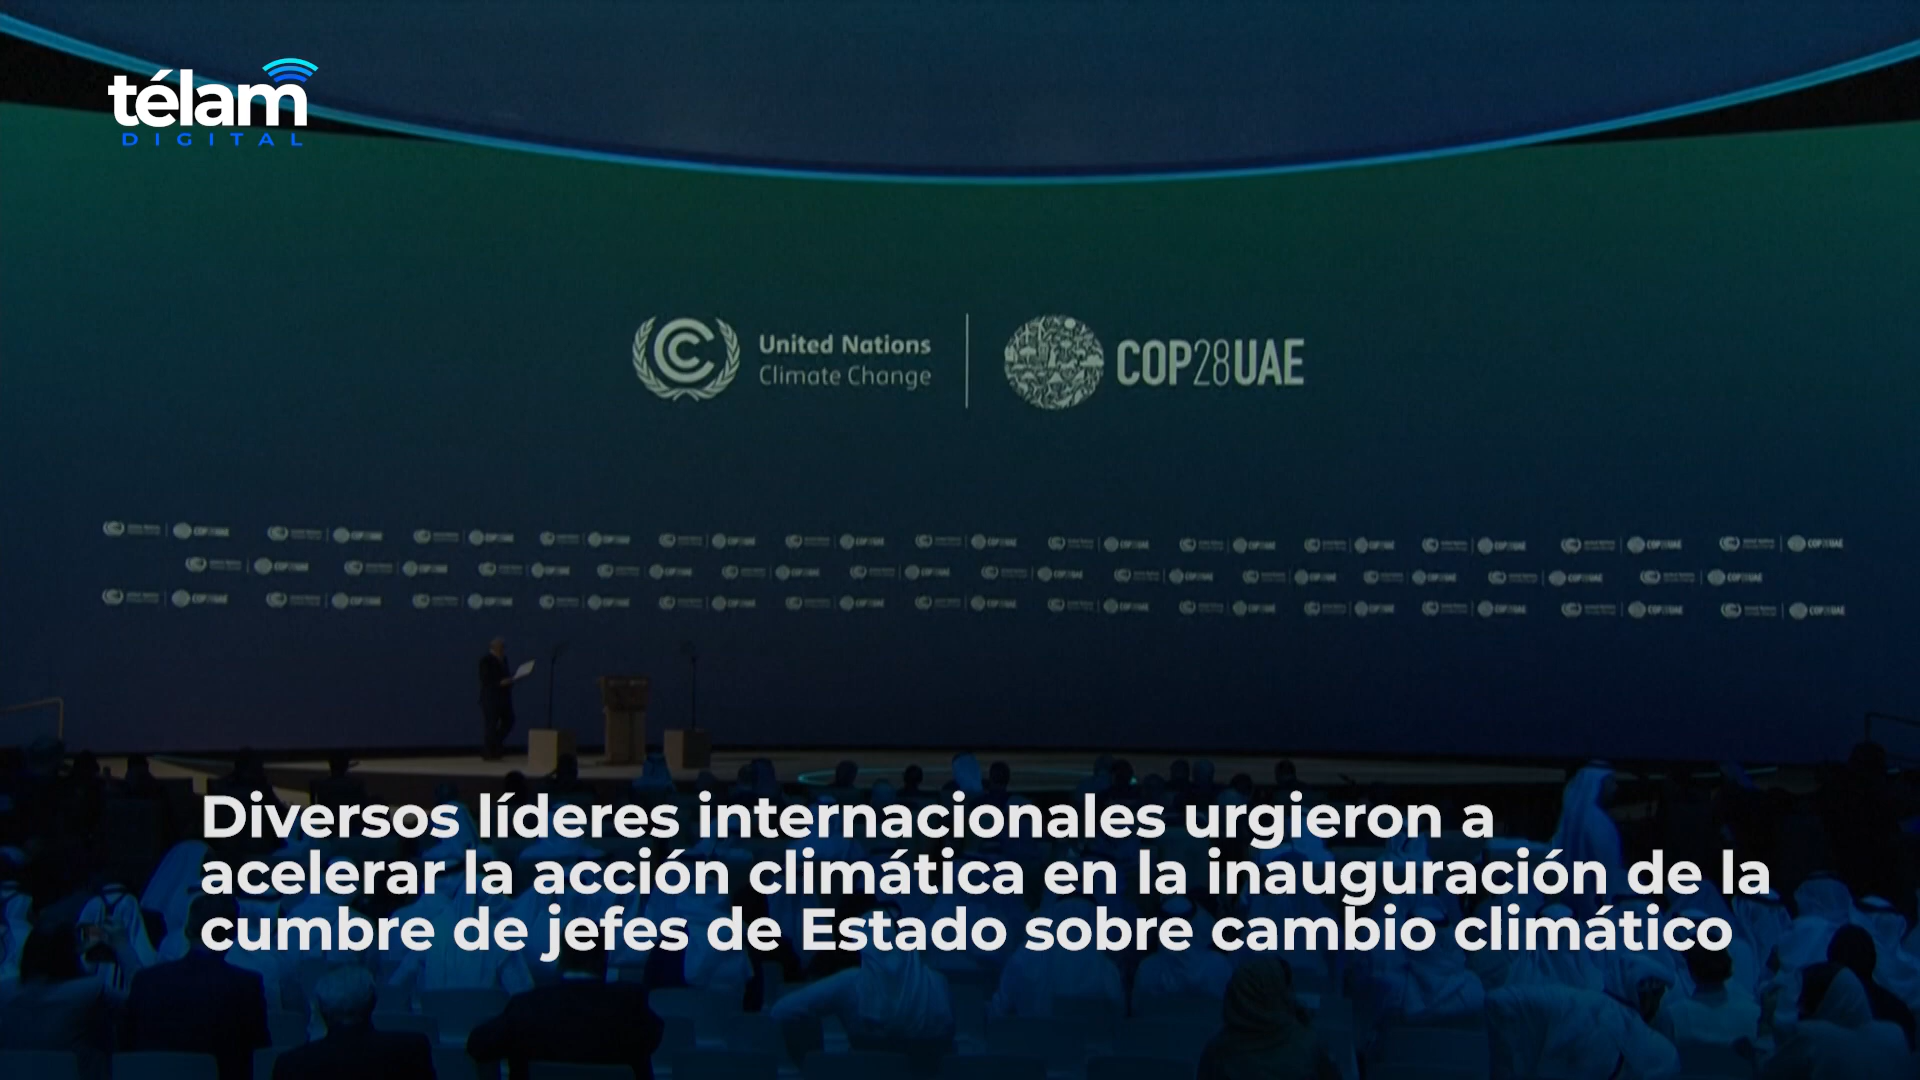 télam
DIGITAL
United Nations
Climate Change
COP28UAE
Diversos líderes internacionales urgieron a
acelerar la acción climática en la inauguración de la
cumbre de jefes de Estado sobre cambio climático